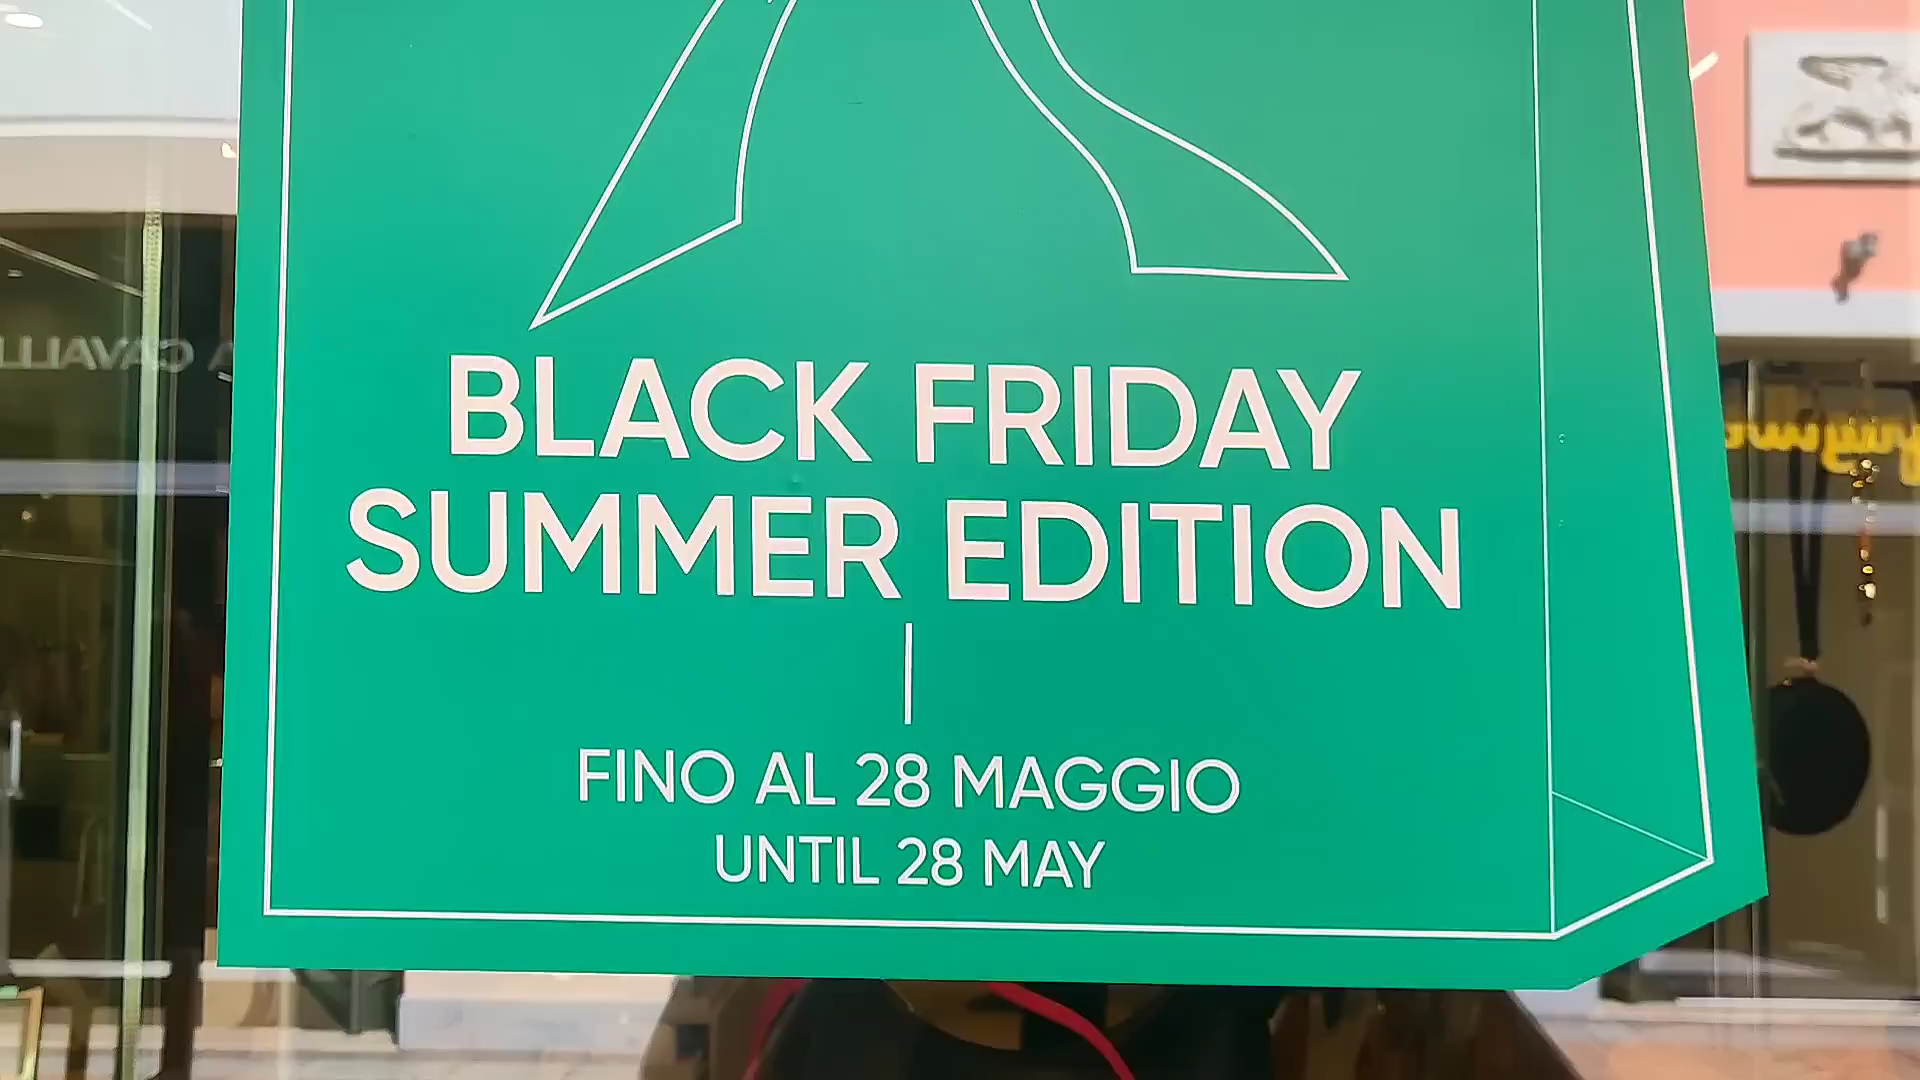 BLACK FRIDAY
SUMMER EDITION
FINO AL 28 MAGGIO
UNTIL 28 MAY